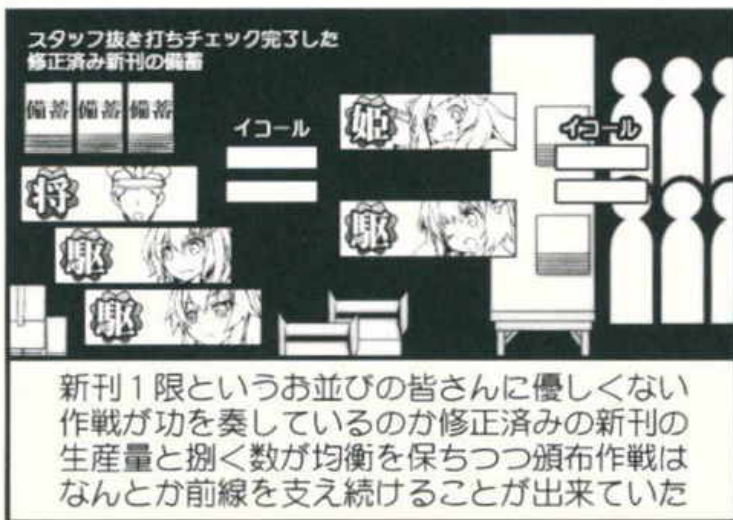 スタッフ抜き打ちチェック完了した
修正済み新刊の備蓄
備蓄 備蓄 備蓄
イコール
姫
イコール
将
駆
駆
駆
新刊1限というお並びの皆さんに優しくない
作戦が功を奏しているのか修正済みの新刊の
生産量と捌く数が均衡を保ちつつ頒布作戦は
なんとか前線を支え続けることが出来ていた